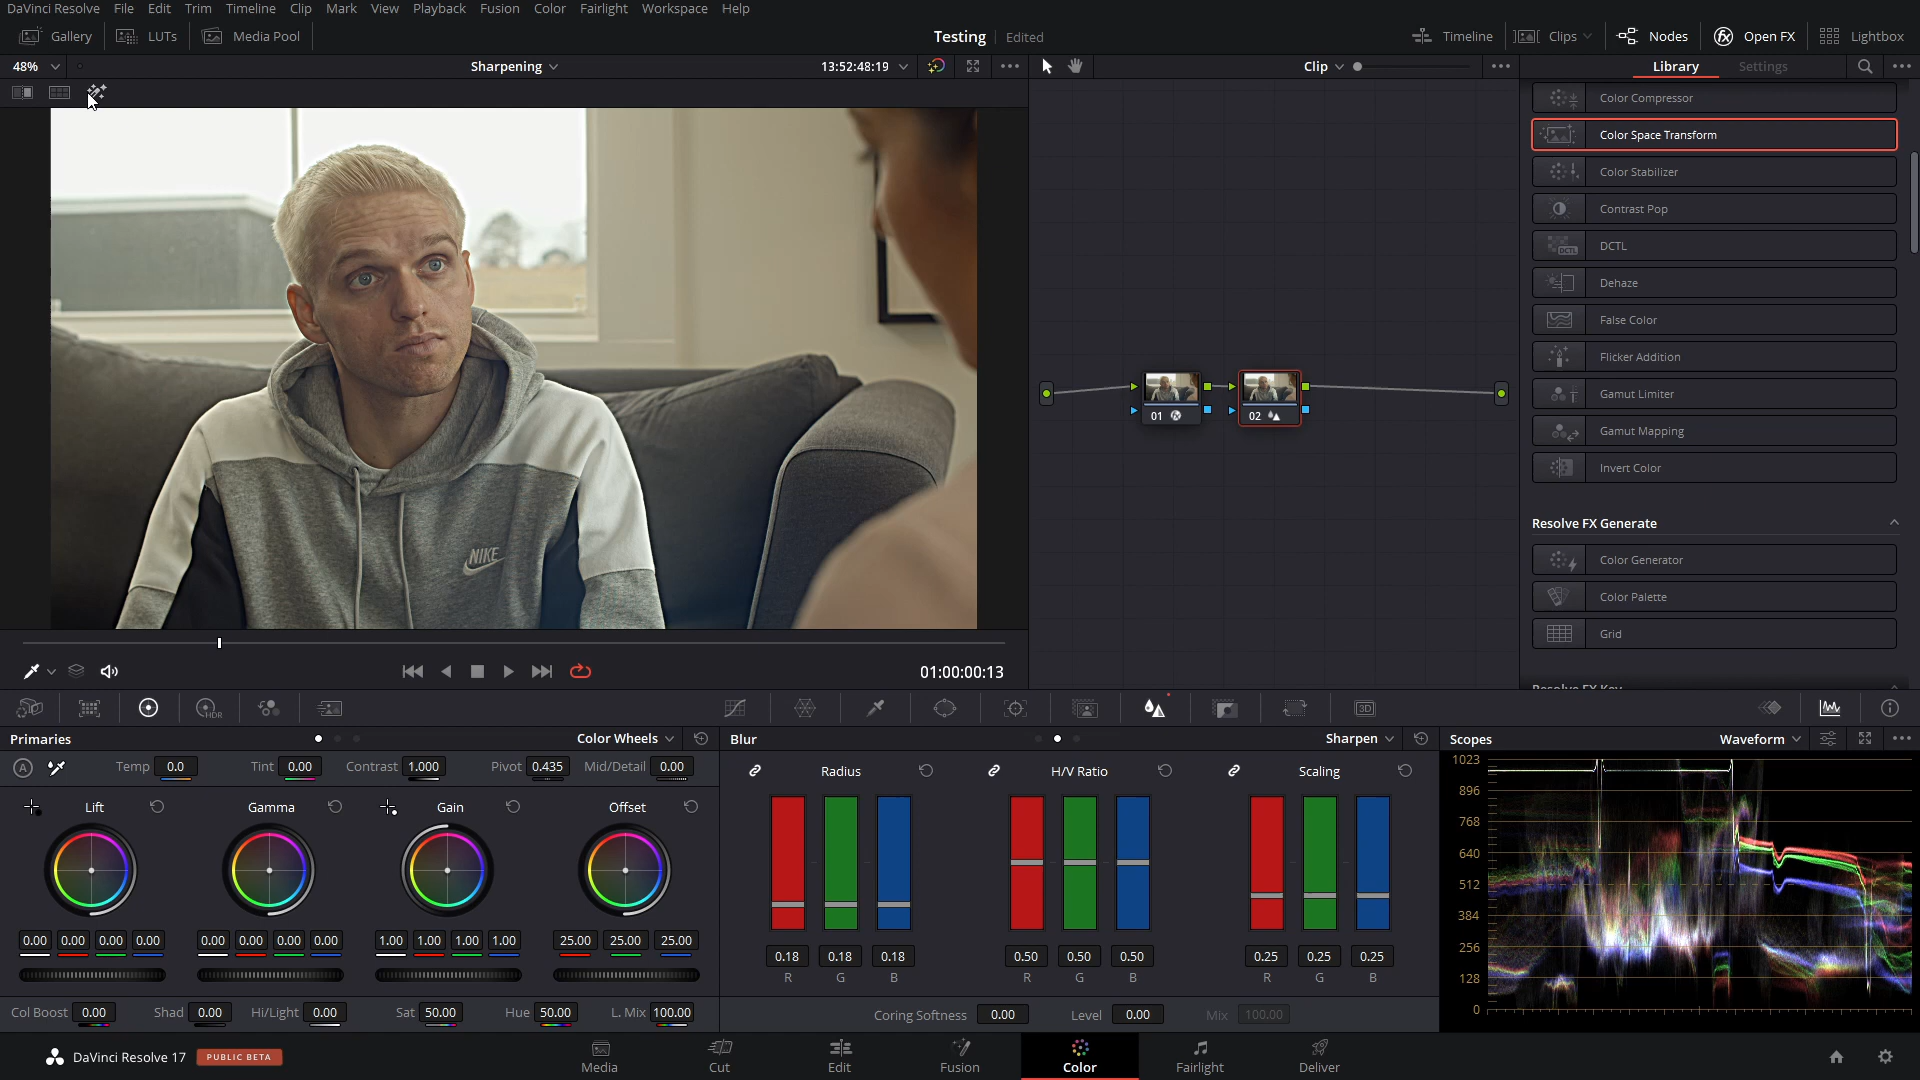 DaVinci Resolve File Edit Trim Timeline Clip Mark View Playback Fusion Color Fairlight Workspace Help
Gallery LUTs Media Pool Testing Edited Timeline Clips Nodes Open FX Lightbox
48% Sharpening 13:52:48:19 Clip Library Settings
Color Compressor
Color Space Transform
Color Stabilizer
Contrast Pop
DCTL
DCTL
Dehaze
False Color
Flicker Addition
Gamut Limiter
Gamut Mapping
Invert Color
Resolve FX Generate
Color Generator
Color Palette
Grid
Resolve FX Key
NIKE
01 02
01:00:00:13
HDR 3D
Primaries Color Wheels Blur Sharpen Scopes Waveform
A Temp 0.0 Tint 0.00 Contrast 1.000 Pivot 0.435 Mid/Detail 0.00
Lift Gamma Gain Offset
0.00 0.00 0.00 0.00 0.00 0.00 0.00 0.00 1.00 1.00 1.00 1.00 25.00 25.00 25.00
Col Boost 0.00 Shad 0.00 Hi/Light 0.00 Sat 50.00 Hue 50.00 L. Mix 100.00
Radius H/V Ratio Scaling
0.18 0.18 0.18 0.50 0.50 0.50 0.25 0.25 0.25
R G B R G B R G B
Coring Softness 0.00 Level 0.00 Mix 100.00
1023
896
768
640
512
384
256
128
0
DaVinci Resolve 17 PUBLIC BETA Media Cut Edit Fusion Color Fairlight Deliver